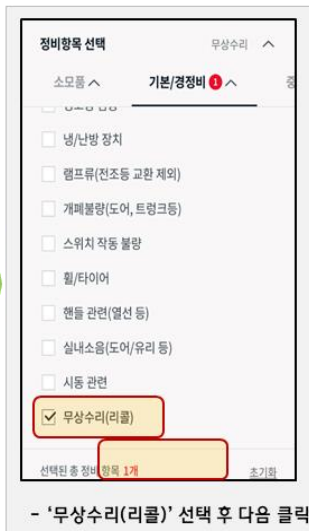 정비항목 선택 무상수리
소모품 기본/경정비 1 중
냉/난방 장치
램프류(전조등 교환 제외)
개폐불량(도어, 트렁크등)
스위치 작동 불량
휠/타이어
핸들 관련(열선 등)
실내소음(도어/유리 등)
시동 관련
무상수리(리콜)
선택된 총 정비 항목 1개 초기화
- ‘무상수리(리콜)’ 선택 후 다음 클릭